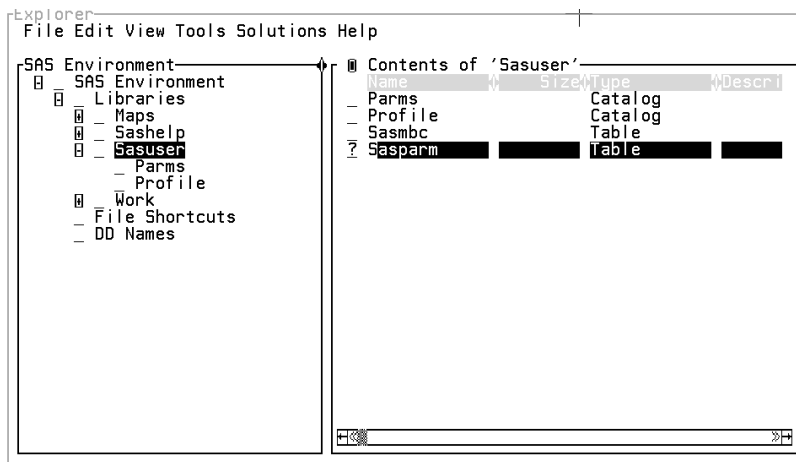 Explorer
File Edit View Tools Solutions Help
SAS Environment
SAS Environment
Libraries
Maps
Sashelp
Sasuser
Parms
Profile
Work
File Shortcuts
DD Names
Contents of 'Sasuser'
Name Size Type Descri
_ Parms Catalog
_ Profile Catalog
_ Sasmbc Table
? Sasparm Table